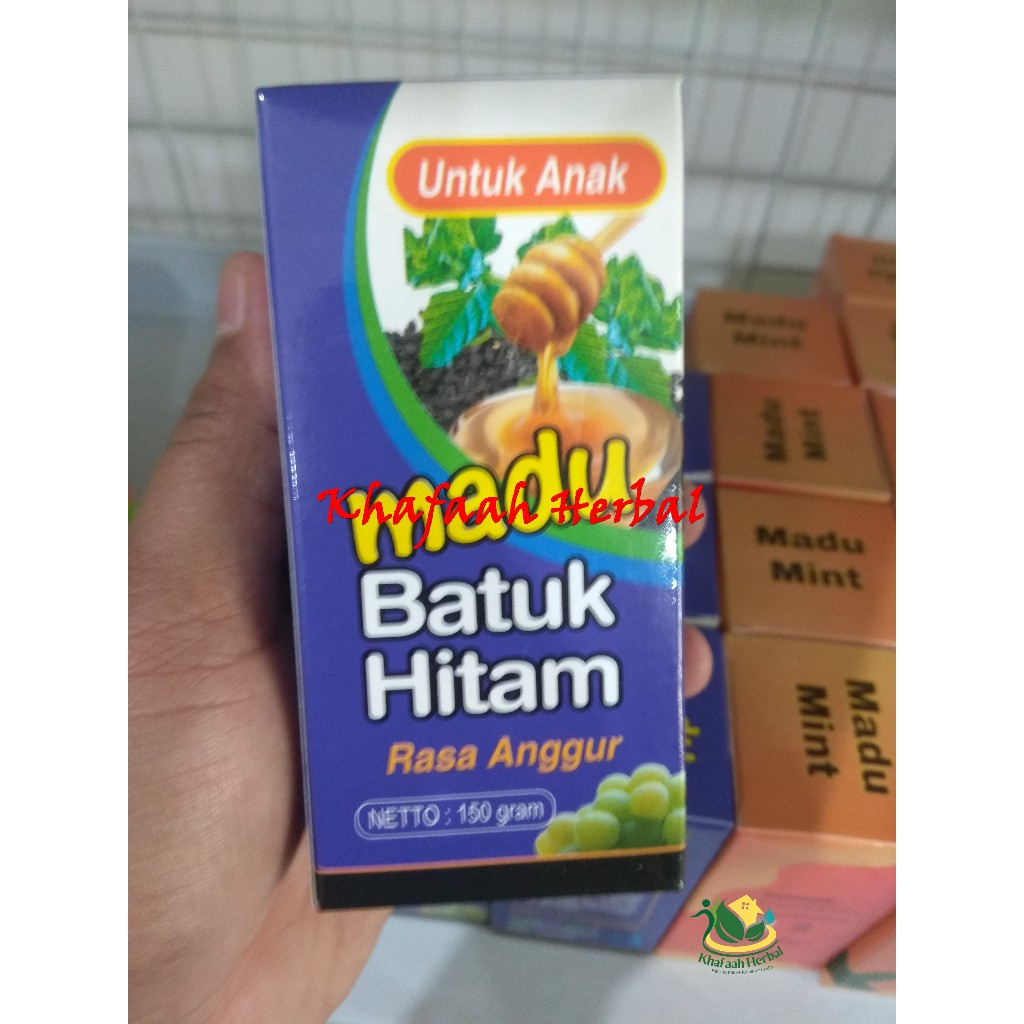 Untuk Anak
madu
Khafaah Herbal
Batuk
Hitam
Rasa Anggur
NETTO : 150 gram
Madu
Mint
Madu
Mint
Madu
Mint
Madu
Mint
Khafaah Herbal